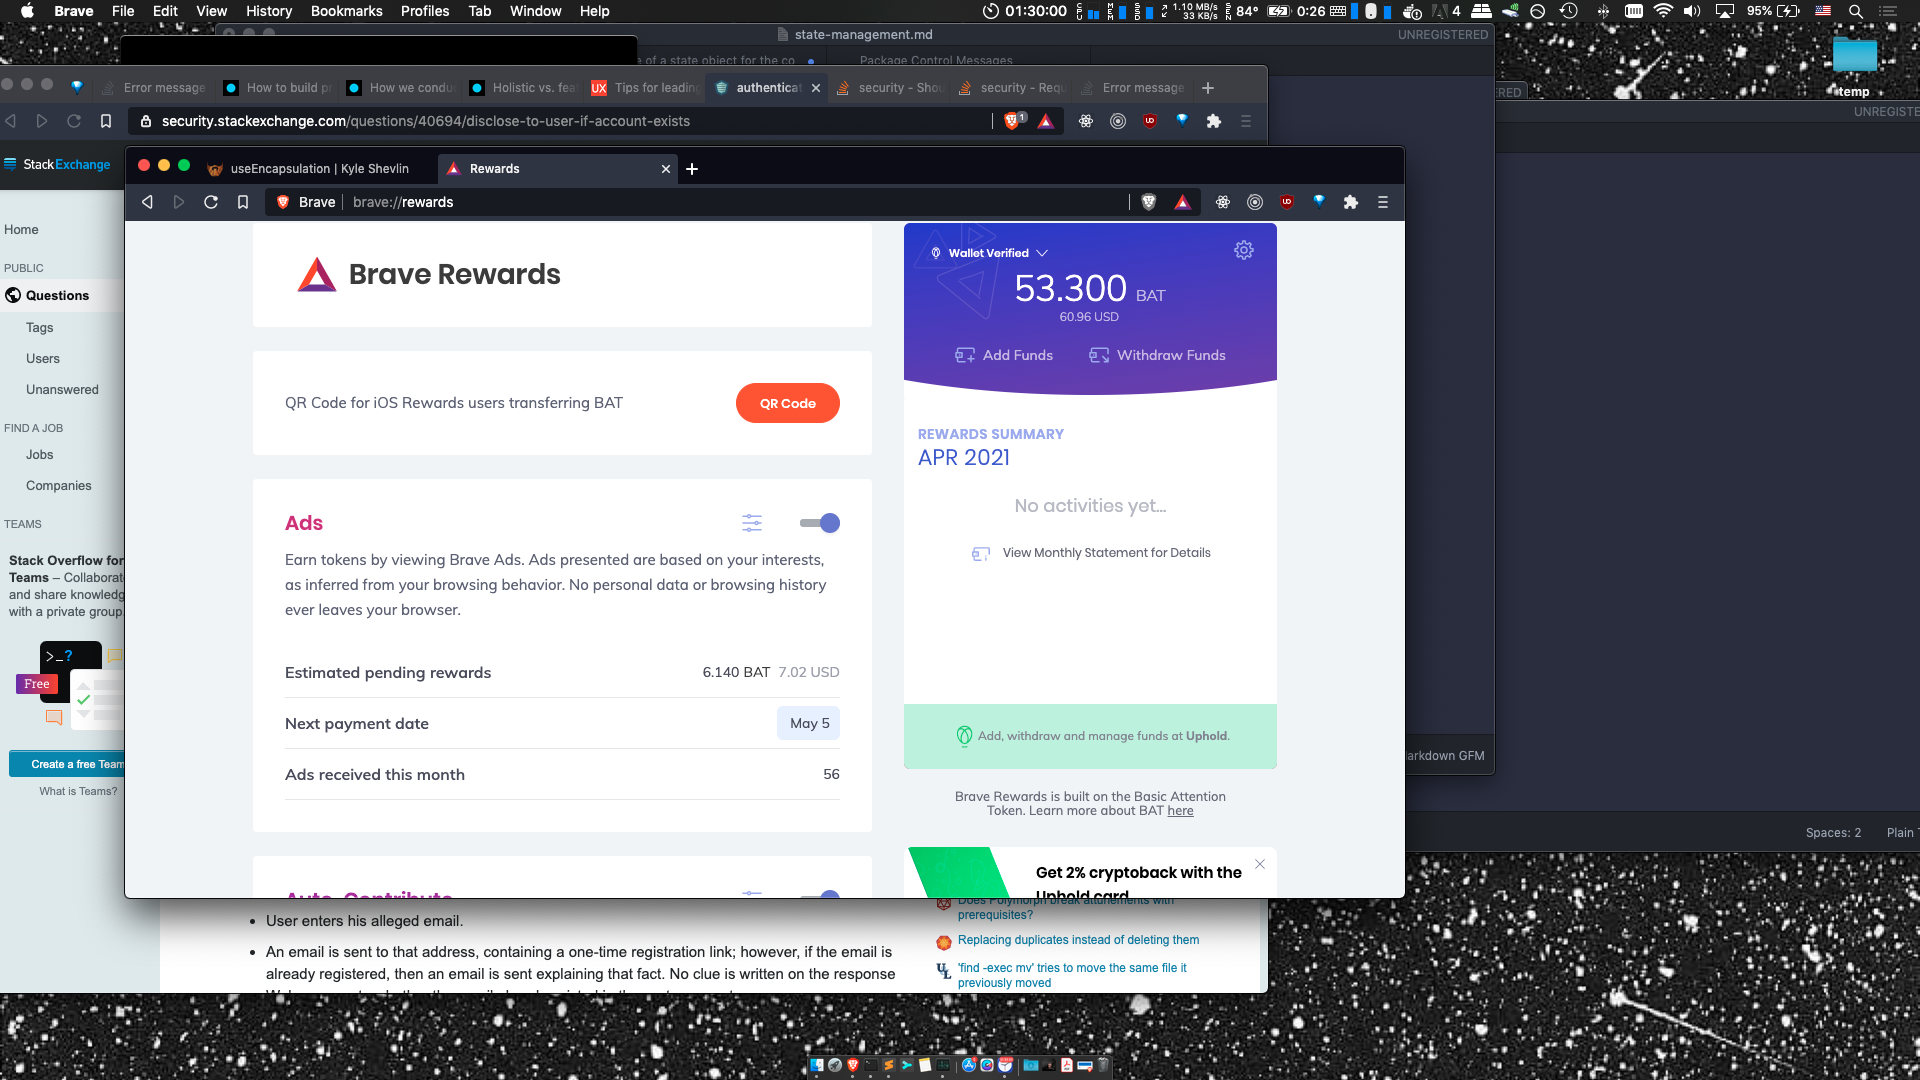 Brave File Edit View History Bookmarks Profiles Tab Window Help
01:30:00 1.10 MB/s 33 KB/s 84° 0:26 4 95%
state-management.md UNREGISTERED
e of a state object for the co Package Control Messages
Error message How to build pr How we condu Holistic vs. fea UX Tips for leading authenticat security - Shou security - Requ Error message
temp
security.stackexchange.com/questions/40694/disclose-to-user-if-account-exists
UNREGISTE
StackExchange
useEncapsulation | Kyle Shevlin Rewards
Brave brave://rewards
Home
PUBLIC
Questions
Tags
Users
Unanswered
FIND A JOB
Jobs
Companies
TEAMS
Stack Overflow for
Teams – Collaborat
and share knowledg
with a private group.
>_?
Free
Create a free Team
What is Teams?
Brave Rewards
QR Code for iOS Rewards users transferring BAT
QR Code
Ads
Earn tokens by viewing Brave Ads. Ads presented are based on your interests,
as inferred from your browsing behavior. No personal data or browsing history
ever leaves your browser.
Estimated pending rewards 6.140 BAT 7.02 USD
Next payment date May 5
Ads received this month 56
Auto-Contribute
Wallet Verified
53.300 BAT
60.96 USD
Add Funds Withdraw Funds
REWARDS SUMMARY
APR 2021
No activities yet...
View Monthly Statement for Details
Add, withdraw and manage funds at Uphold.
Brave Rewards is built on the Basic Attention
Token. Learn more about BAT here
Get 2% cryptoback with the
Uphold card
arkdown GFM
Spaces: 2 Plain T
User enters his alleged email.
An email is sent to that address, containing a one-time registration link; however, if the email is
already registered, then an email is sent explaining that fact. No clue is written on the response
Does Polymorph break attunements with
prerequisites?
Replacing duplicates instead of deleting them
'find -exec mv' tries to move the same file it
previously moved